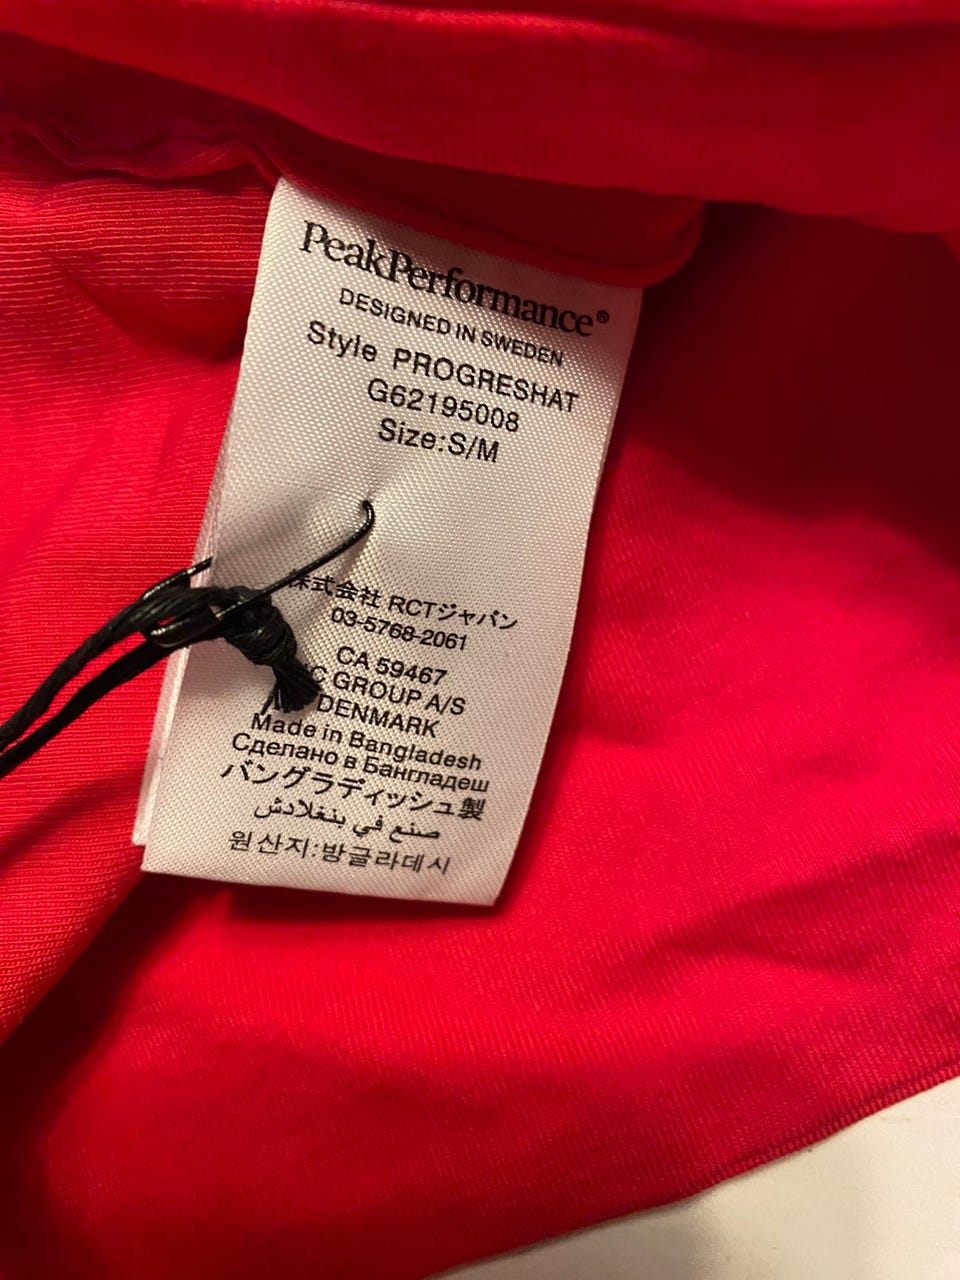 PeakPerformance®
DESIGNED IN SWEDEN
Style PROGRESHAT
G62195008
Size:S/M
株式会社 RCTジャパン
03-5768-2061
CA 59467
GROUP A/S
DENMARK
Made in Bangladesh
Сделано в Бангладеш
バングラディッシュ製
صنع في بنغلادش
원산지:방글라데시